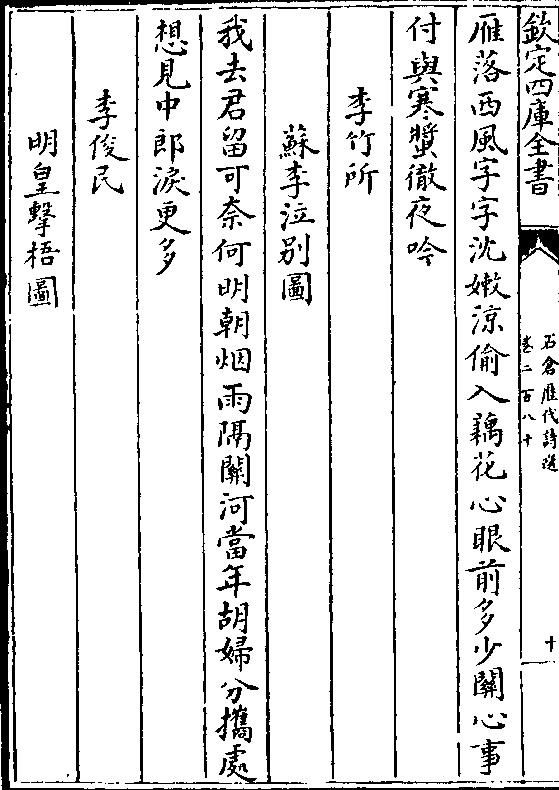 欽定四庫全書
石倉歷代詩選
卷二百八十
十
雁落西風字字沈嫩涼偷入藕花心眼前多少關心事
付與寒螿徹夜吟
李竹所
蘇李泣别圖
我去君留可奈何明朝烟雨隔關河當年胡婦分攜處
想見中郎淚更多
李俊民
明皇擊梧圖